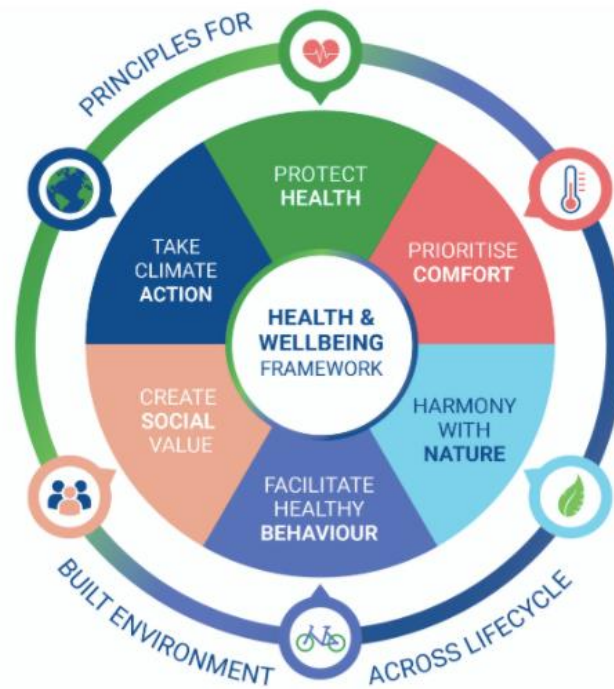 PRINCIPLES FOR
PROTECT
HEALTH
PRIORITISE
COMFORT
HARMONY
WITH
NATURE
FACILITATE
HEALTHY
BEHAVIOUR
CREATE
SOCIAL
VALUE
TAKE
CLIMATE
ACTION
HEALTH &
WELLBEING
FRAMEWORK
BUILT ENVIRONMENT
ACROSS LIFECYCLE